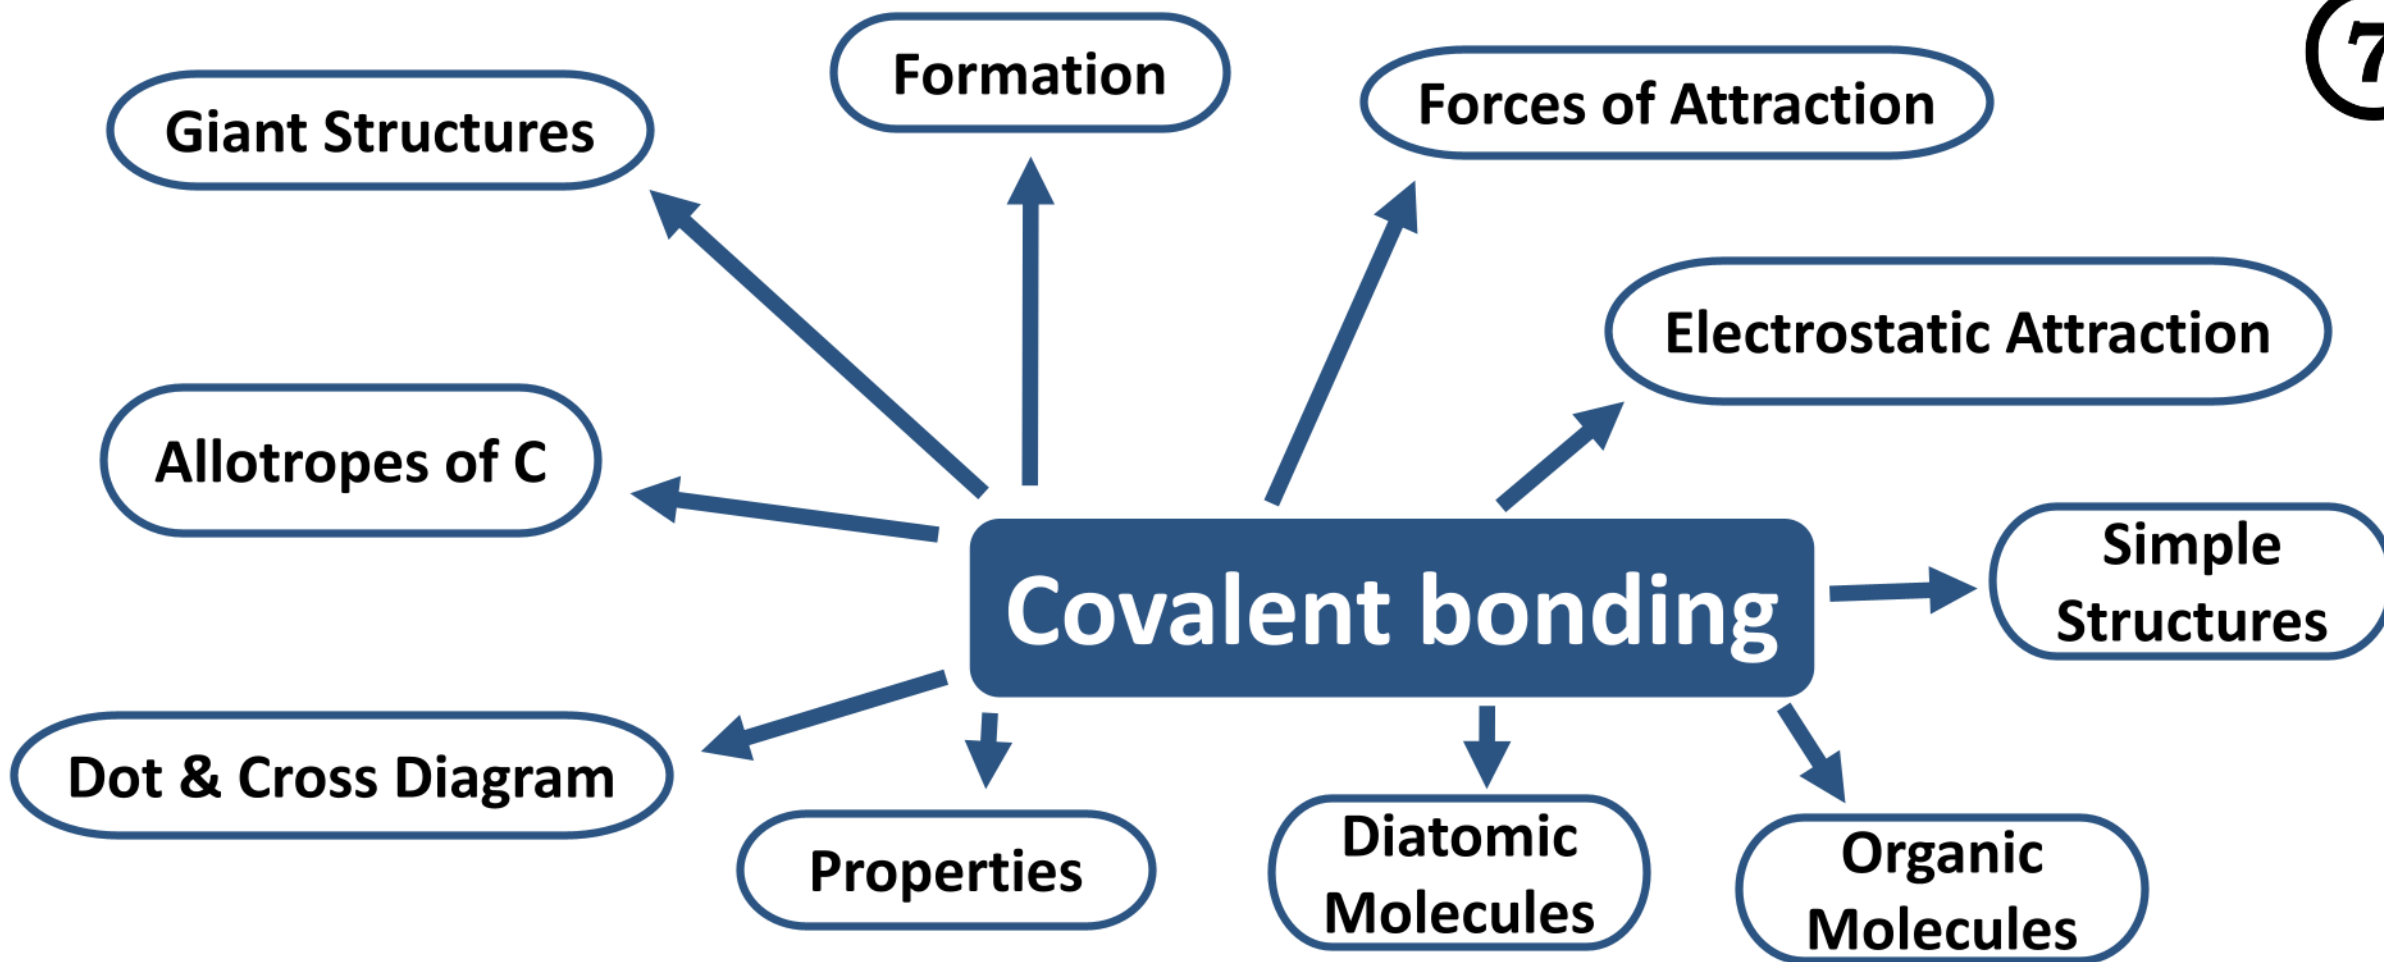 Formation
7
Giant Structures
Forces of Attraction
Electrostatic Attraction
Allotropes of C
Simple
Structures
Covalent bonding
Dot & Cross Diagram
Properties
Diatomic
Molecules
Organic
Molecules